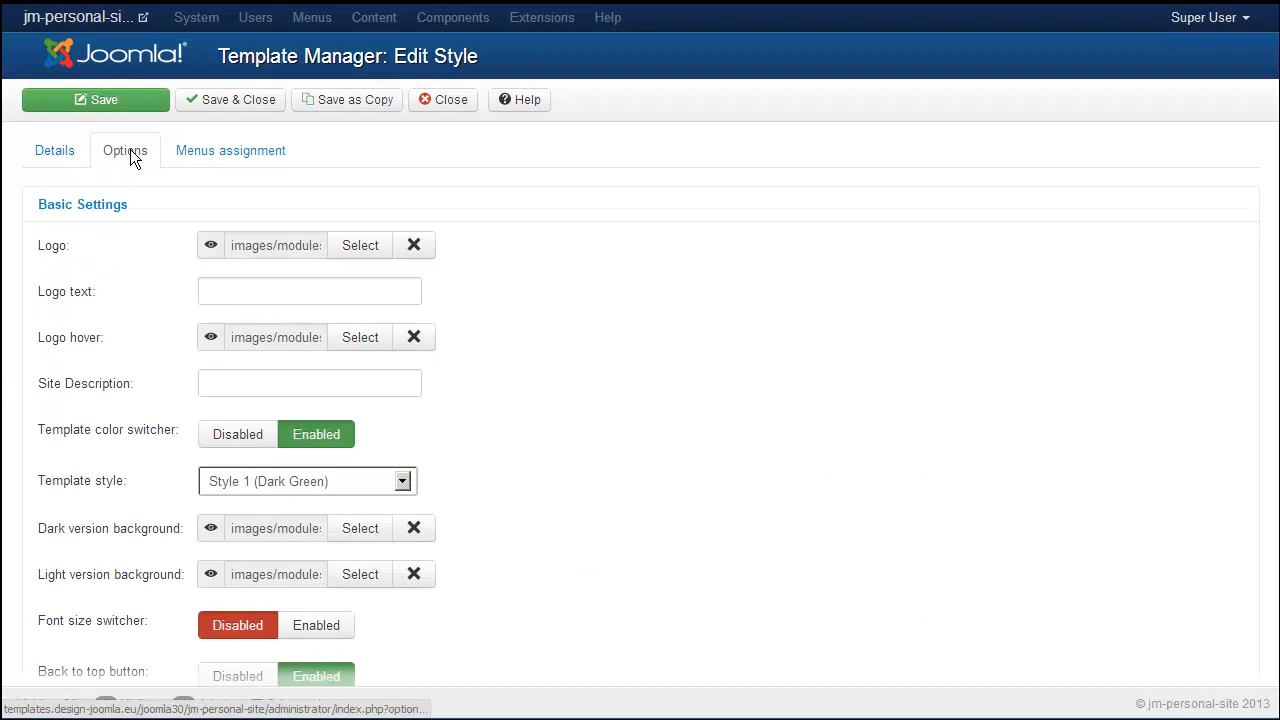 jm-personal-si... System Users Menus Content Components Extensions Help Super User
Joomla!® Template Manager: Edit Style
Save Save & Close Save as Copy Close Help
Details Options Menus assignment
Basic Settings
Logo: images/module: Select
Logo text:
Logo hover: images/module: Select
Site Description:
Template color switcher: Disabled Enabled
Template style: Style 1 (Dark Green)
Dark version background: images/module: Select
Light version background: images/module: Select
Font size switcher: Disabled Enabled
Back to top button: Disabled Enabled
templates.design-joomla.eu/joomla30/jm-personal-site/administrator/index.php?option... © jm-personal-site 2013